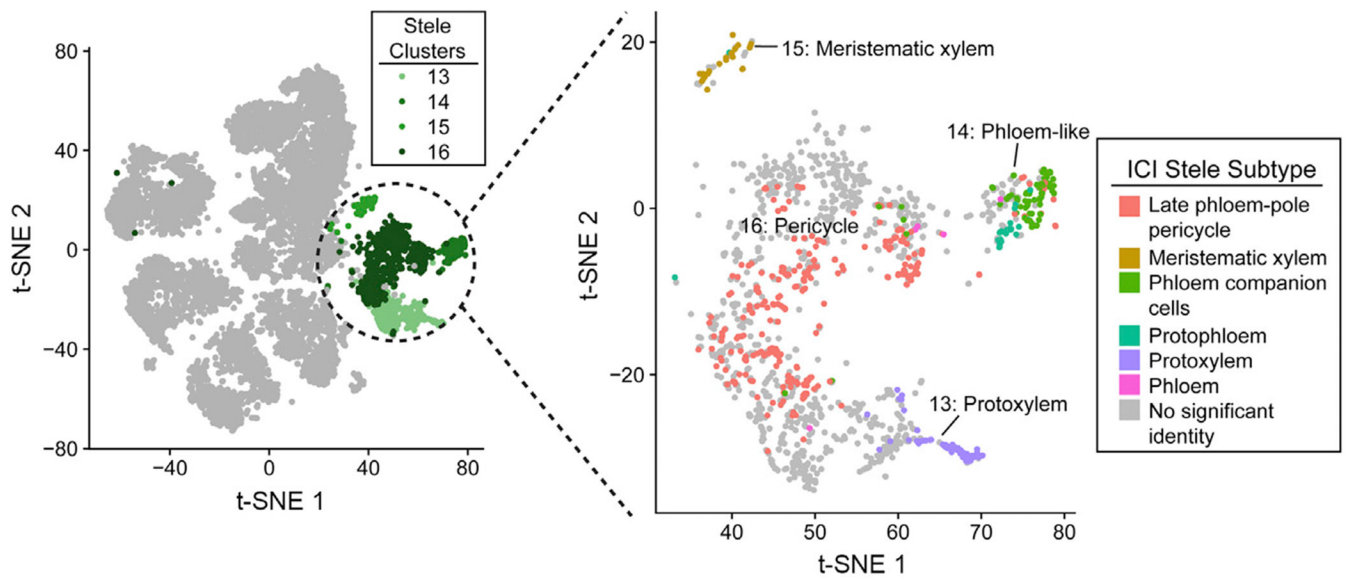 Stele
Clusters
13
14
15
16
80
40
0
−40
−80
−40
0
40
80
t-SNE 1
t-SNE 2
20
0
−20
40
50
60
70
80
t-SNE 1
t-SNE 2
15: Meristematic xylem
14: Phloem-like
16: Pericycle
13: Protoxylem
ICI Stele Subtype
Late phloem-pole
pericycle
Meristematic xylem
Phloem companion
cells
Protophloem
Protoxylem
Phloem
No significant
identity